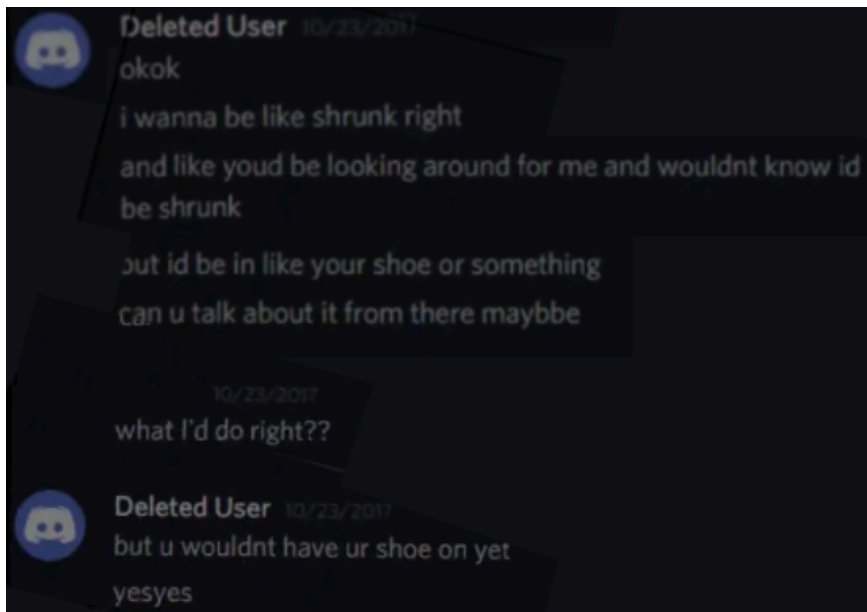 Deleted User 10/23/2017
okok
i wanna be like shrunk right
and like youd be looking around for me and wouldnt know id
be shrunk
out id be in like your shoe or something
can u talk about it from there maybbe
10/23/2017
what I'd do right??
Deleted User 10/23/2017
but u wouldnt have ur shoe on yet
yesyes